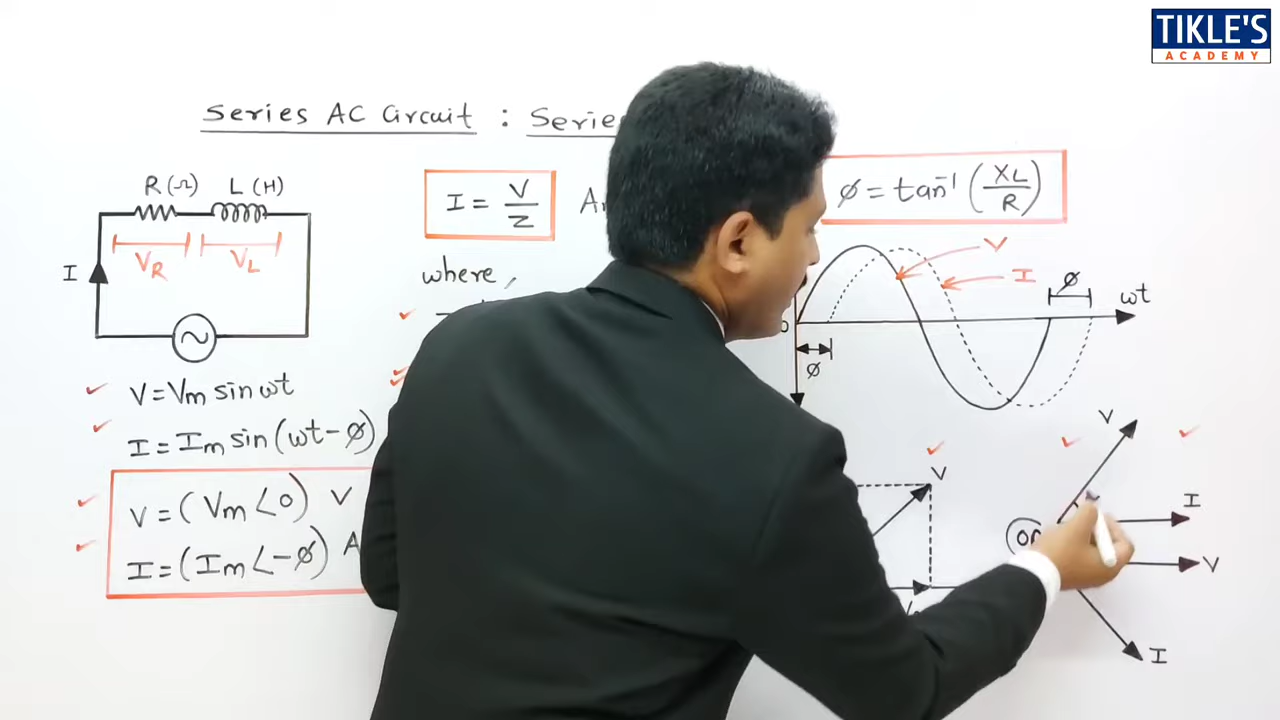 TIKLE'S
ACADEMY
Series AC Circuit :
R(Ω) L (H)
VR VL
I
V = Vm sin ωt
I = Im sin (ωt - ϕ)
V = (Vm ∠0) V
I = (Im ∠-ϕ) A
I = V/Z
where,
ϕ = tan⁻¹ (XL/R)
V
I
ϕ
ωt
0
ϕ
V
V
I
OR
V
I